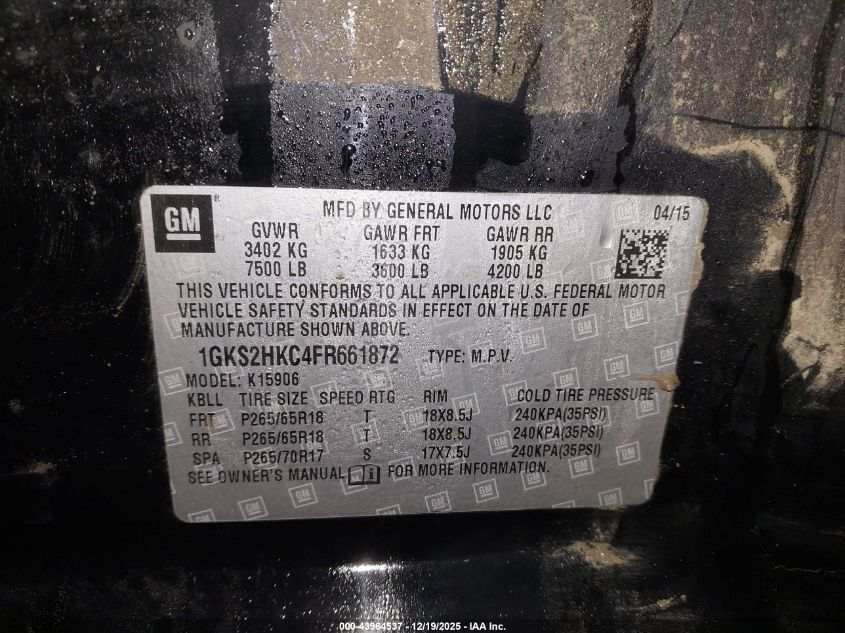 GM ® MFD BY GENERAL MOTORS LLC 04/15
GVWR GAWR FRT GAWR RR
3402 KG 1633 KG 1905 KG
7500 LB 3600 LB 4200 LB
THIS VEHICLE CONFORMS TO ALL APPLICABLE U.S. FEDERAL MOTOR
VEHICLE SAFETY STANDARDS IN EFFECT ON THE DATE OF
MANUFACTURE SHOWN ABOVE.
1GKS2HKC4FR661872 TYPE: M.P.V.
MODEL: K15906
KBLL TIRE SIZE SPEED RTG RIM COLD TIRE PRESSURE
FRT P265/65R18 T 18X8.5J 240KPA(35PSI)
RR P265/65R18 T 18X8.5J 240KPA(35PSI)
SPA P265/70R17 S 17X7.5J 240KPA(35PSI)
SEE OWNER'S MANUAL FOR MORE INFORMATION.
000-43964537 - 12/19/2025 - IAA Inc.